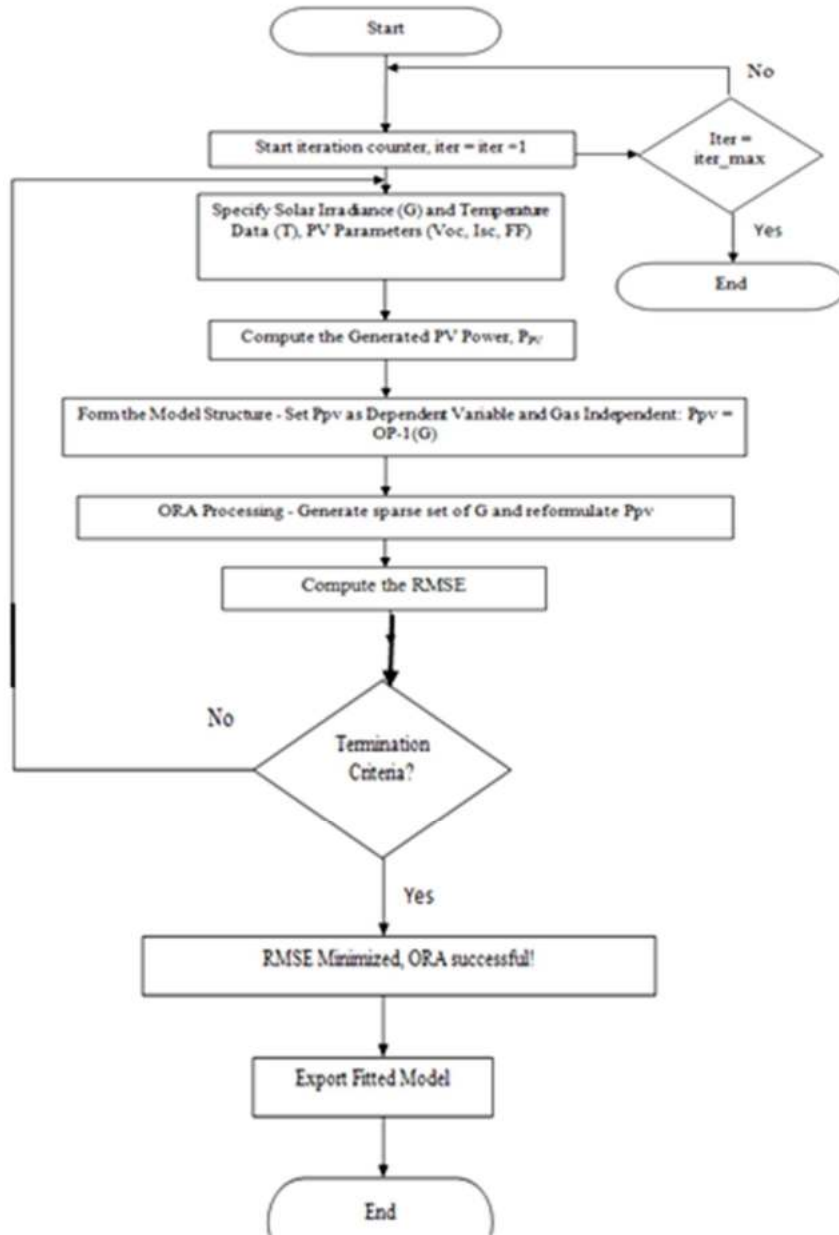 Start
No
Start iteration counter, iter = iter +1
Iter =
iter_max
Specify Solar Irradiance (G) and Temperature
Data (T), PV Parameters (Voc, Isc, FF)
Yes
End
Compute the Generated PV Power, PPV
Form the Model Structure - Set Ppv as Dependent Variable and Gas Independent: Ppv =
OP-1(G)
ORA Processing - Generate sparse set of G and reformulate Ppv
Compute the RMSE
No
Termination
Criteria?
Yes
RMSE Minimized, ORA successful!
Export Fitted Model
End